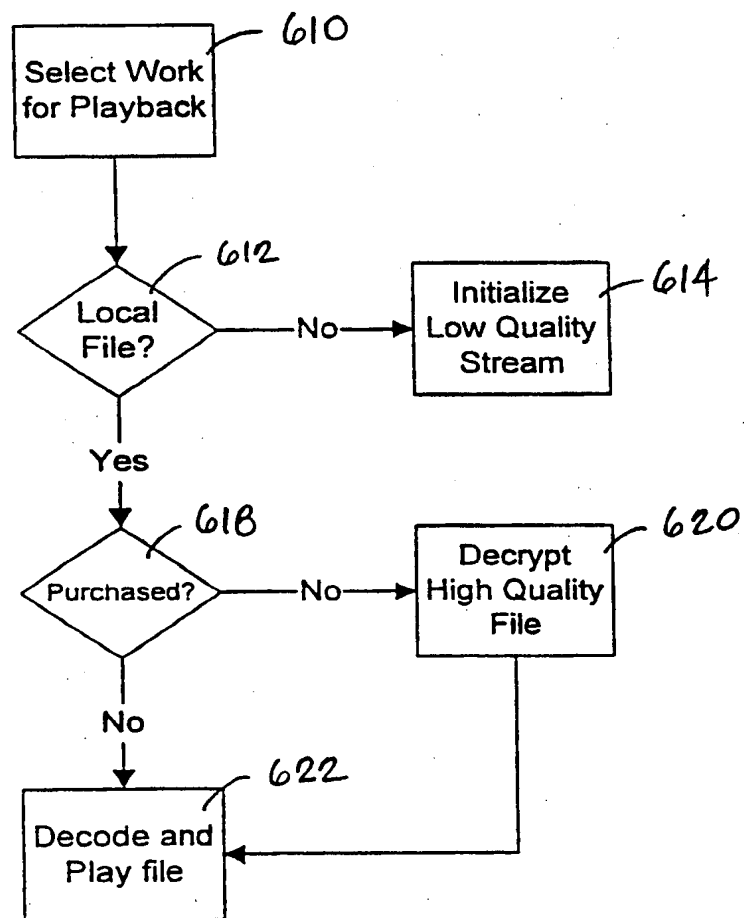 610
Select Work
for Playback
612
Local
File?
No
Initialize
Low Quality
Stream
614
Yes
618
Purchased?
No
Decrypt
High Quality
File
620
No
622
Decode and
Play file